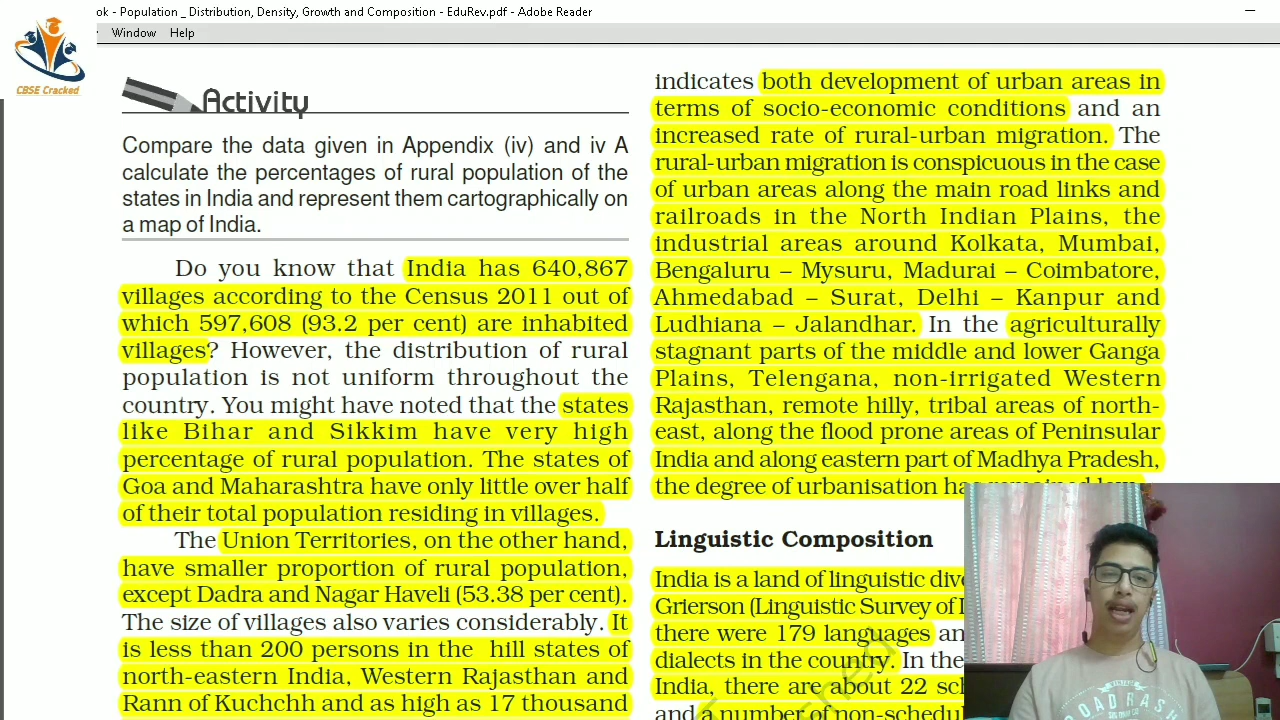 ok - Population _ Distribution, Density, Growth and Composition - EduRev.pdf - Adobe Reader
Window Help
CBSE Cracked
Activity
Compare the data given in Appendix (iv) and iv A
calculate the percentages of rural population of the
states in India and represent them cartographically on
a map of India.
Do you know that India has 640,867
villages according to the Census 2011 out of
which 597,608 (93.2 per cent) are inhabited
villages? However, the distribution of rural
population is not uniform throughout the
country. You might have noted that the states
like Bihar and Sikkim have very high
percentage of rural population. The states of
Goa and Maharashtra have only little over half
of their total population residing in villages.
The Union Territories, on the other hand,
have smaller proportion of rural population,
except Dadra and Nagar Haveli (53.38 per cent).
The size of villages also varies considerably. It
is less than 200 persons in the hill states of
north-eastern India, Western Rajasthan and
Rann of Kuchchh and as high as 17 thousand
indicates both development of urban areas in
terms of socio-economic conditions and an
increased rate of rural-urban migration. The
rural-urban migration is conspicuous in the case
of urban areas along the main road links and
railroads in the North Indian Plains, the
industrial areas around Kolkata, Mumbai,
Bengaluru – Mysuru, Madurai – Coimbatore,
Ahmedabad – Surat, Delhi – Kanpur and
Ludhiana – Jalandhar. In the agriculturally
stagnant parts of the middle and lower Ganga
Plains, Telengana, non-irrigated Western
Rajasthan, remote hilly, tribal areas of north-
east, along the flood prone areas of Peninsular
India and along eastern part of Madhya Pradesh,
the degree of urbanisation
Linguistic Composition
India is a land of linguistic
Grierson (Linguistic Survey of
there were 179 languages
dialects in the country. In the
India, there are about 22
and a number of